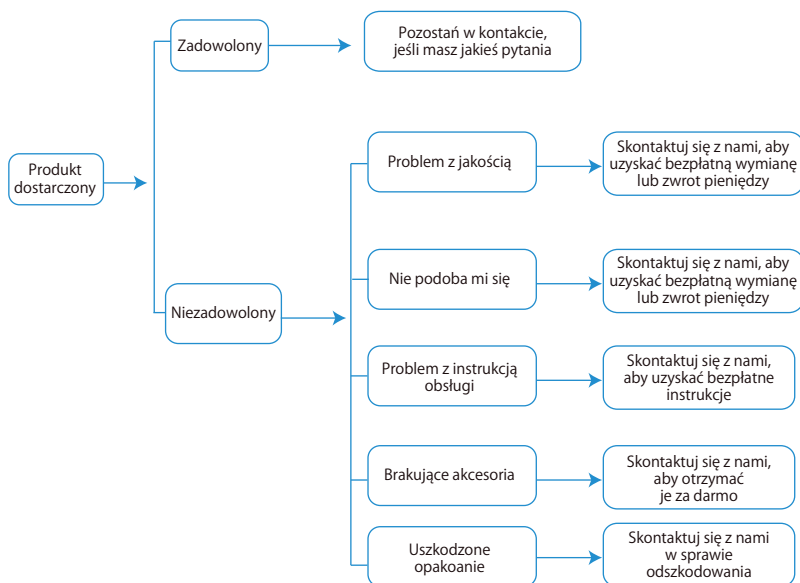 Produkt
dostarczony
Zadowolony
Pozostań w kontakcie,
jeśli masz jakieś pytania
Niezadowolony
Problem z jakością
Skontaktuj się z nami, aby
uzyskać bezpłatną wymianę
lub zwrot pieniędzy
Nie podoba mi się
Skontaktuj się z nami, aby
uzyskać bezpłatną wymianę
lub zwrot pieniędzy
Problem z instrukcją
obsługi
Skontaktuj się z nami,
aby uzyskać bezpłatne
instrukcje
Brakujące akcesoria
Skontaktuj się z nami,
aby otrzymać
je za darmo
Uszkodzone
opakoanie
Skontaktuj się z nami
w sprawie
odszkodowania